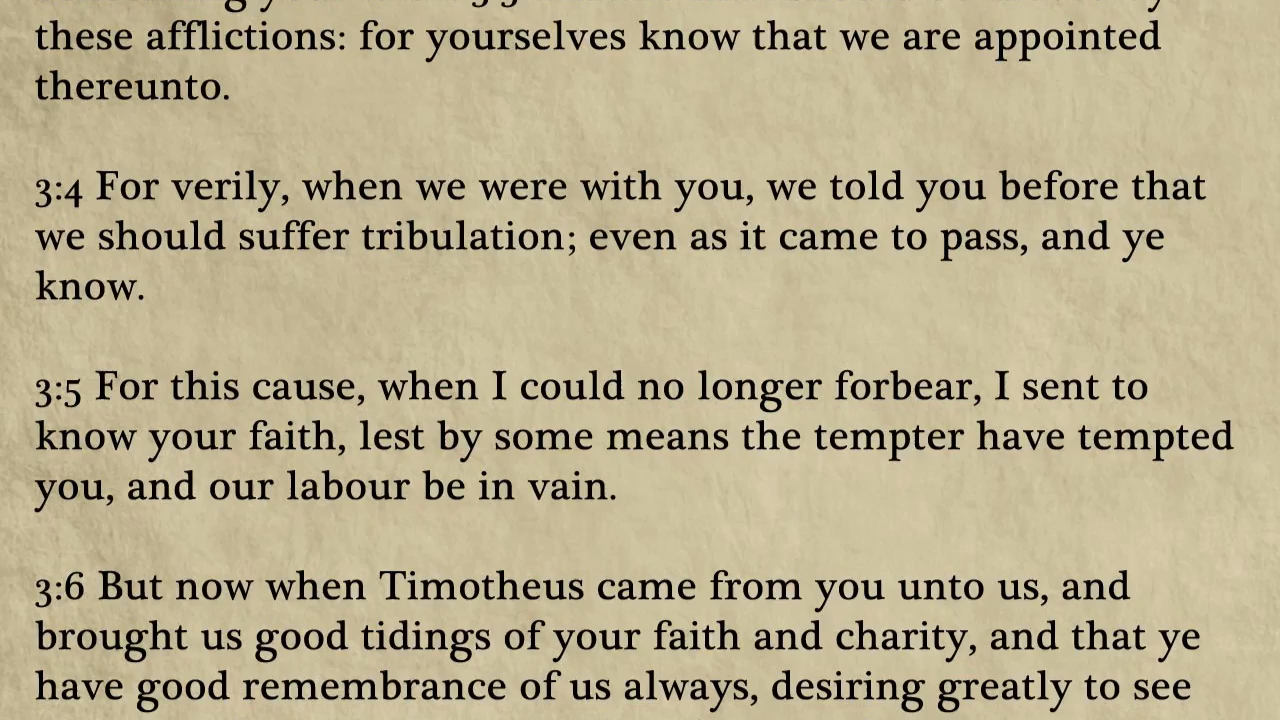 these afflictions: for yourselves know that we are appointed
thereunto.
3:4 For verily, when we were with you, we told you before that
we should suffer tribulation; even as it came to pass, and ye
know.
3:5 For this cause, when I could no longer forbear, I sent to
know your faith, lest by some means the tempter have tempted
you, and our labour be in vain.
3:6 But now when Timotheus came from you unto us, and
brought us good tidings of your faith and charity, and that ye
have good remembrance of us always, desiring greatly to see